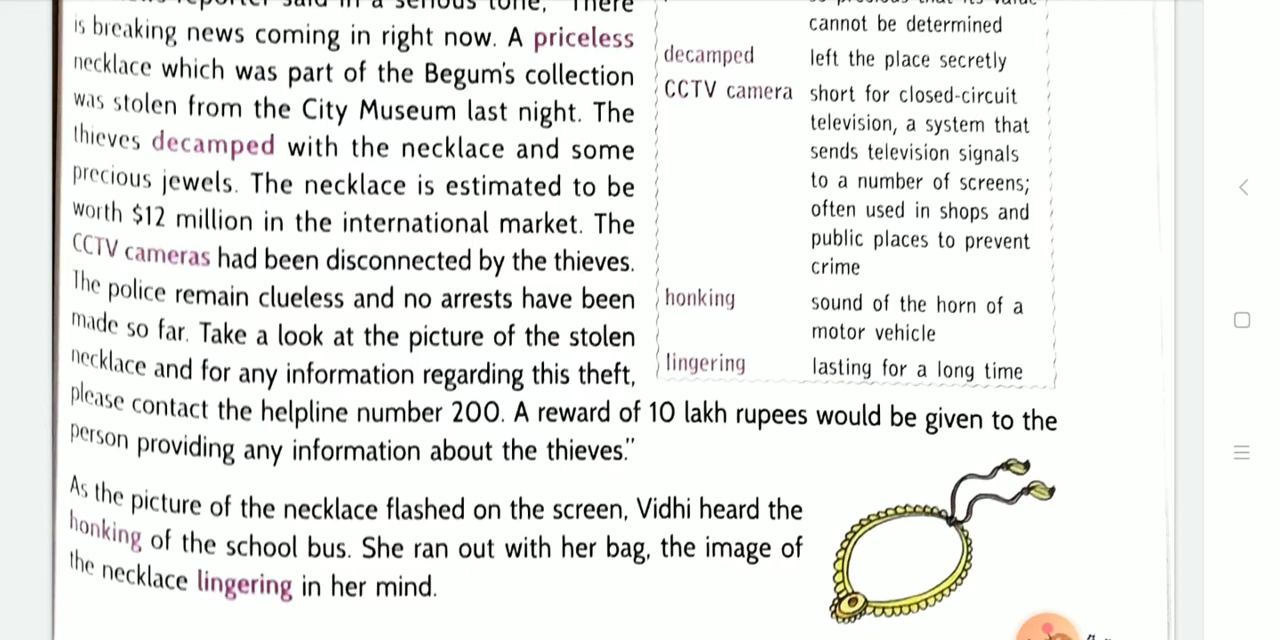 is breaking news coming in right now. A priceless
necklace which was part of the Begum's collection
was stolen from the City Museum last night. The
thieves decamped with the necklace and some
precious jewels. The necklace is estimated to be
worth $12 million in the international market. The
CCTV cameras had been disconnected by the thieves.
The police remain clueless and no arrests have been
made so far. Take a look at the picture of the stolen
necklace and for any information regarding this theft,
please contact the helpline number 200. A reward of 10 lakh rupees would be given to the
person providing any information about the thieves."
As the picture of the necklace flashed on the screen, Vidhi heard the
honking of the school bus. She ran out with her bag, the image of
the necklace lingering in her mind.
cannot be determined
decamped left the place secretly
CCTV camera short for closed-circuit
television, a system that
sends television signals
to a number of screens;
often used in shops and
public places to prevent
crime
honking sound of the horn of a
motor vehicle
lingering lasting for a long time